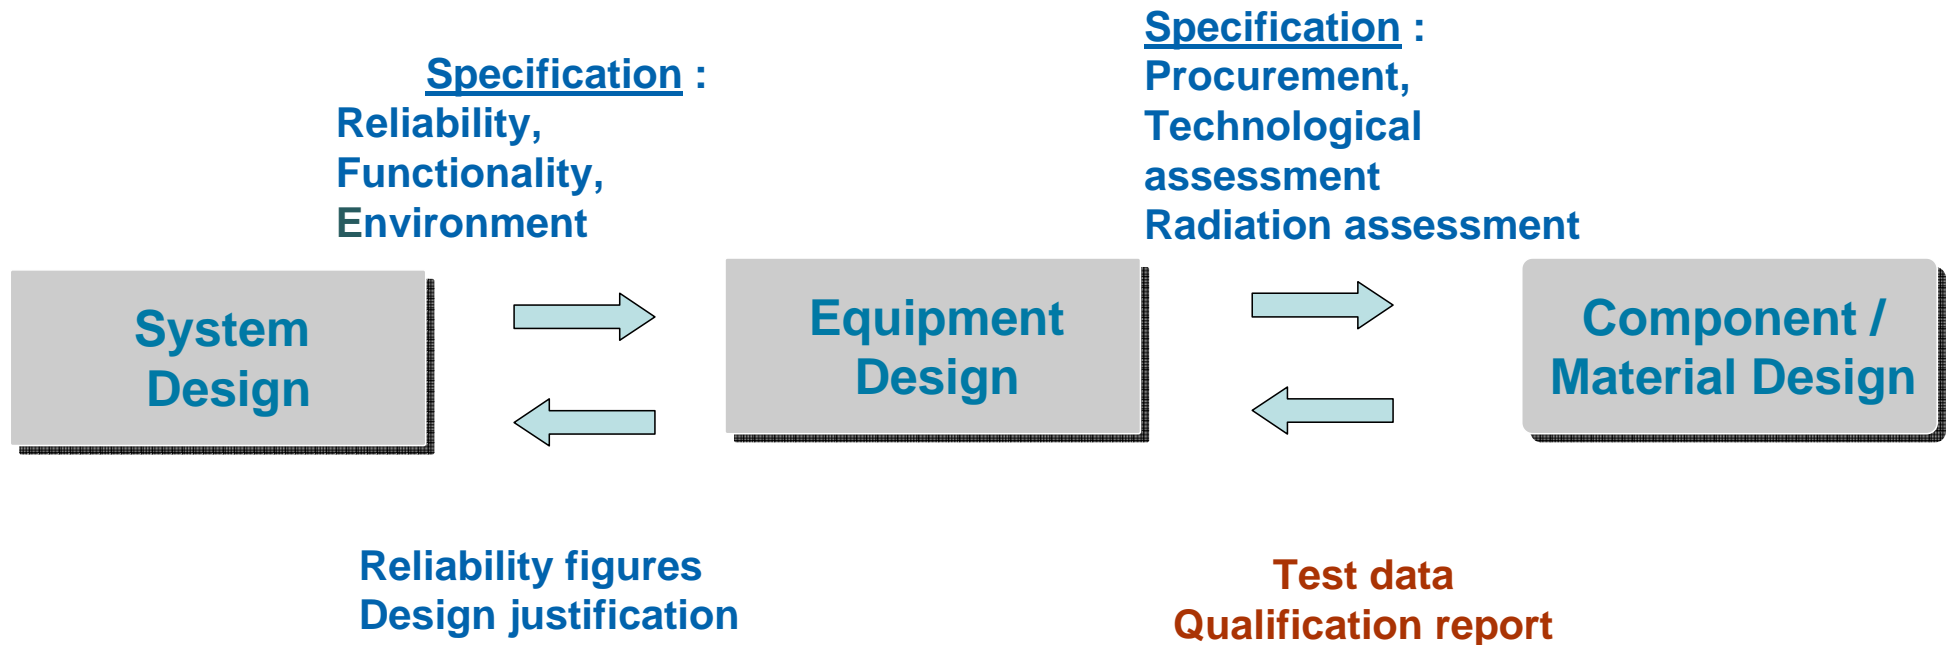 Specification :
Reliability,
Functionality,
Environment
Specification :
Procurement,
Technological
assessment
Radiation assessment
System
Design
Equipment
Design
Component /
Material Design
Reliability figures
Design justification
Test data
Qualification report